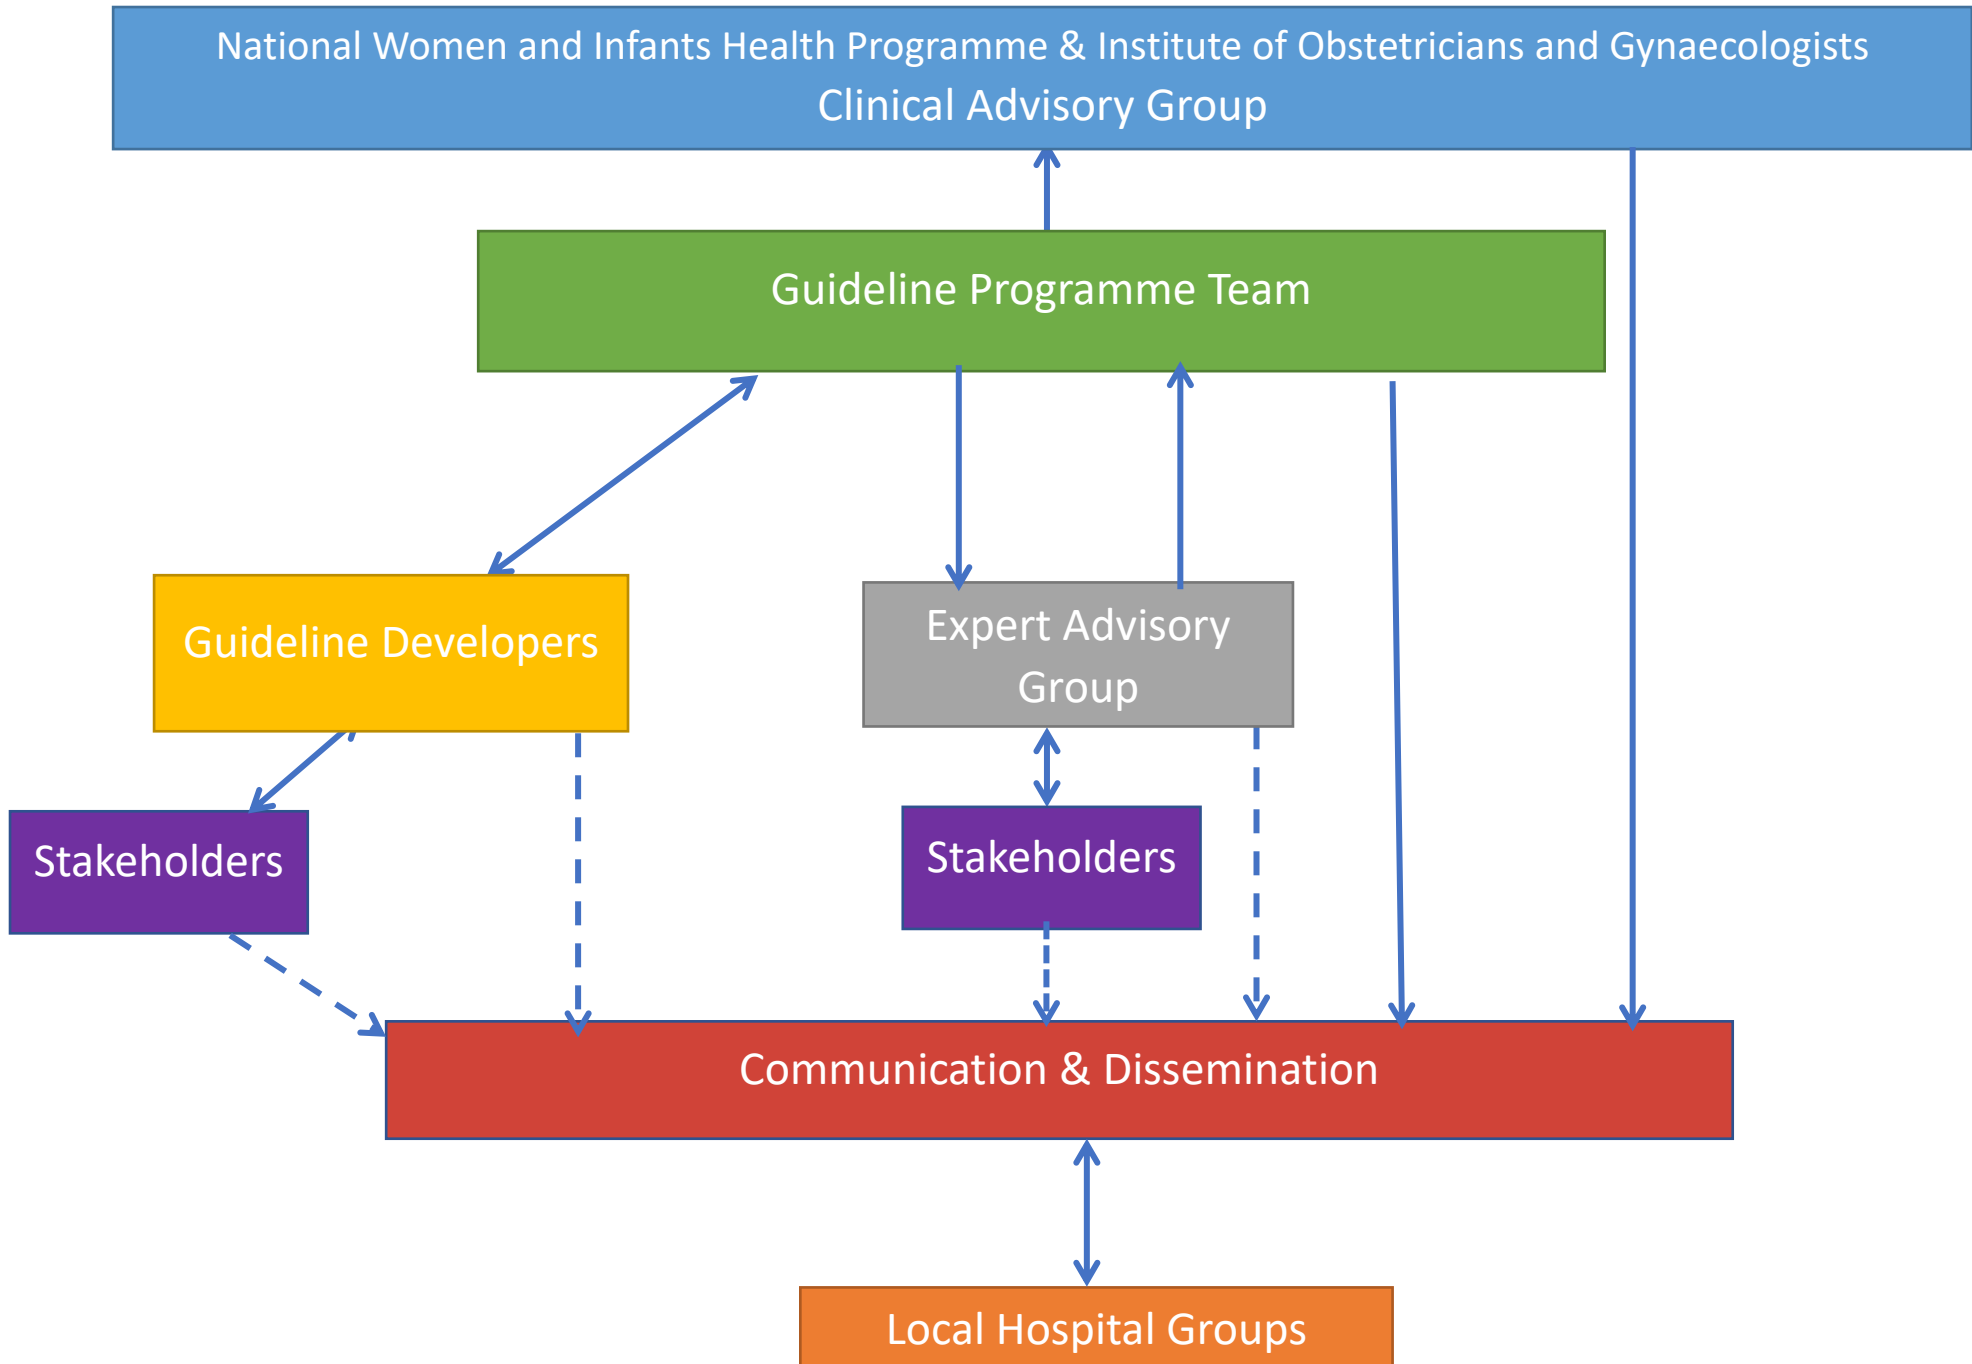 National Women and Infants Health Programme & Institute of Obstetricians and Gynaecologists
Clinical Advisory Group
Guideline Programme Team
Guideline Developers
Expert Advisory
Group
Stakeholders
Stakeholders
Communication & Dissemination
Local Hospital Groups